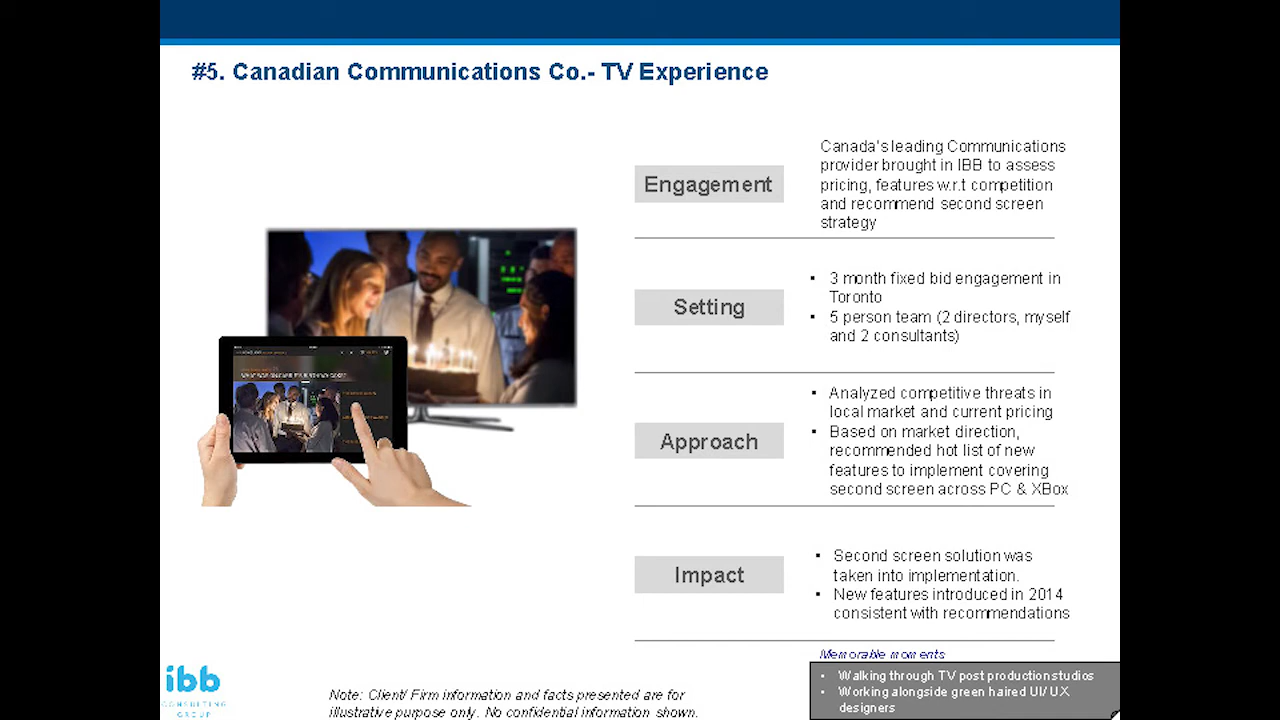 #5. Canadian Communications Co.- TV Experience
Engagement
Canada's leading Communications
provider brought in IBB to assess
pricing, features w.r.t competition
and recommend second screen
strategy
Setting
▪ 3 month fixed bid engagement in
Toronto
▪ 5 person team (2 directors, myself
and 2 consultants)
Approach
▪ Analyzed competitive threats in
local market and current pricing
▪ Based on market direction,
recommended hot list of new
features to implement covering
second screen across PC & XBox
Impact
▪ Second screen solution was
taken into implementation.
▪ New features introduced in 2014
consistent with recommendations
Memorable moments
• Walking through TV post production studios
• Working alongside green haired UI/ UX
designers
ibb
CONSULTING
GROUP
Note: Client/ Firm information and facts presented are for
illustrative purpose only. No confidential information shown.